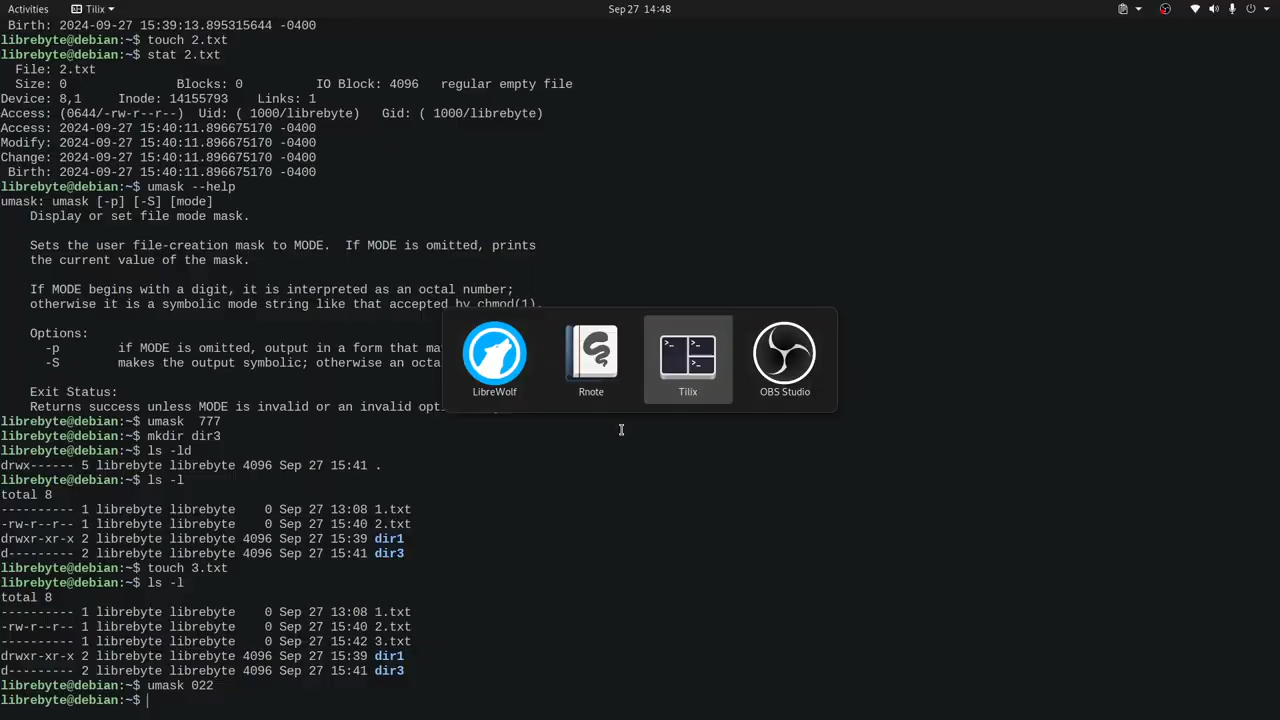 Activities Tilix Sep 27 14:48
 Birth: 2024-09-27 15:39:13.895315644 -0400
librebyte@debian:~$ touch 2.txt
librebyte@debian:~$ stat 2.txt
  File: 2.txt
  Size: 0               Blocks: 0          IO Block: 4096   regular empty file
Device: 8,1     Inode: 14155793    Links: 1
Access: (0644/-rw-r--r--)  Uid: ( 1000/librebyte)   Gid: ( 1000/librebyte)
Access: 2024-09-27 15:40:11.896675170 -0400
Modify: 2024-09-27 15:40:11.896675170 -0400
Change: 2024-09-27 15:40:11.896675170 -0400
 Birth: 2024-09-27 15:40:11.896675170 -0400
librebyte@debian:~$ umask --help
umask: umask [-p] [-S] [mode]
    Display or set file mode mask.
    Sets the user file-creation mask to MODE.  If MODE is omitted, prints
    the current value of the mask.
    If MODE begins with a digit, it is interpreted as an octal number;
    otherwise it is a symbolic mode string like that accepted by chmod(1).
    Options:
      -p        if MODE is omitted, output in a form that
      -S        makes the output symbolic; otherwise an octal
    Exit Status:
    Returns success unless MODE is invalid or an invalid
LibreWolf Rnote Tilix OBS Studio
librebyte@debian:~$ umask  777
librebyte@debian:~$ mkdir dir3
librebyte@debian:~$ ls -ld
drwx------ 5 librebyte librebyte 4096 Sep 27 15:41 .
librebyte@debian:~$ ls -l
total 8
---------- 1 librebyte librebyte    0 Sep 27 13:08 1.txt
-rw-r--r-- 1 librebyte librebyte    0 Sep 27 15:40 2.txt
drwxr-xr-x 2 librebyte librebyte 4096 Sep 27 15:39 dir1
d--------- 2 librebyte librebyte 4096 Sep 27 15:41 dir3
librebyte@debian:~$ touch 3.txt
librebyte@debian:~$ ls -l
total 8
---------- 1 librebyte librebyte    0 Sep 27 13:08 1.txt
-rw-r--r-- 1 librebyte librebyte    0 Sep 27 15:40 2.txt
---------- 1 librebyte librebyte    0 Sep 27 15:42 3.txt
drwxr-xr-x 2 librebyte librebyte 4096 Sep 27 15:39 dir1
d--------- 2 librebyte librebyte 4096 Sep 27 15:41 dir3
librebyte@debian:~$ umask 022
librebyte@debian:~$